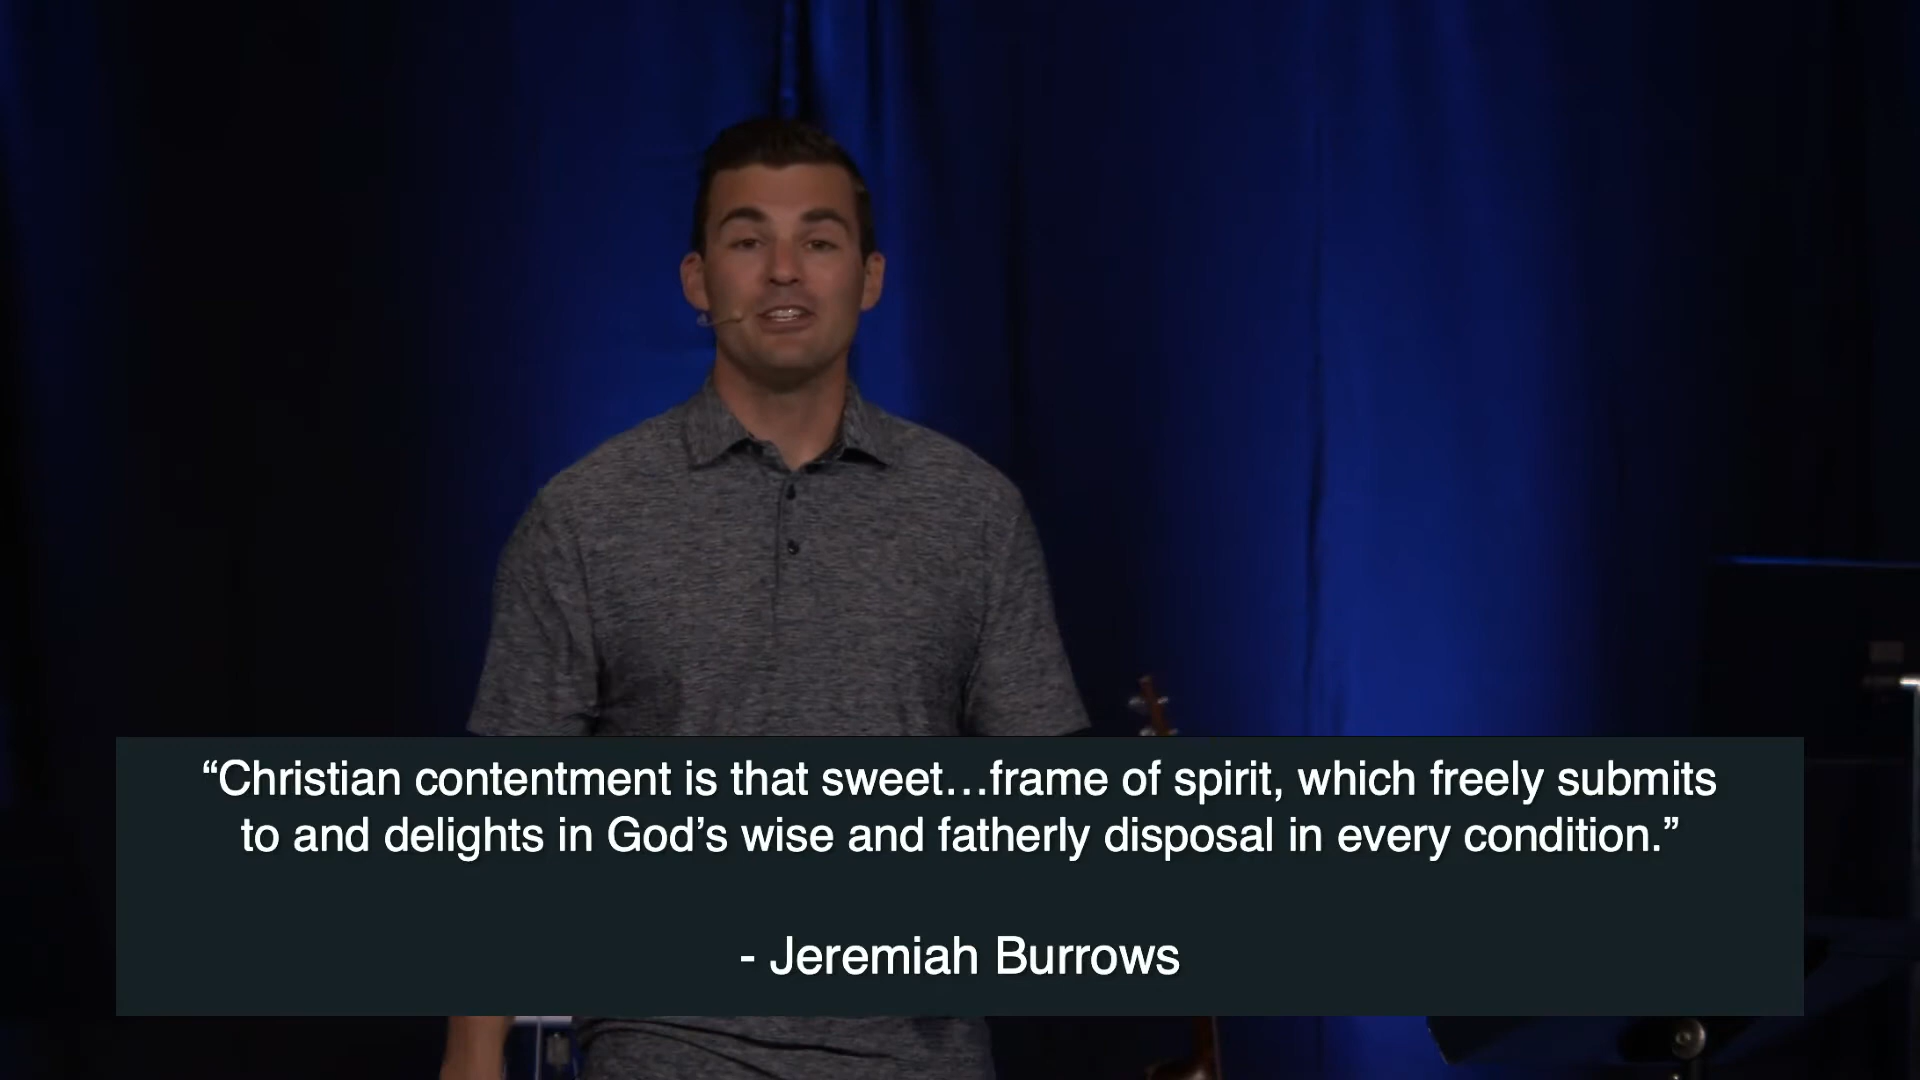 “Christian contentment is that sweet…frame of spirit, which freely submits
to and delights in God’s wise and fatherly disposal in every condition.”
- Jeremiah Burrows